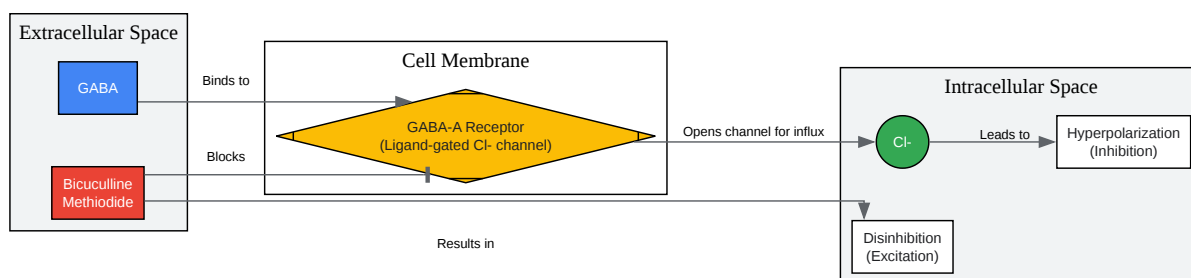 Extracellular Space
GABA
Binds to
Cell Membrane
GABA-A Receptor
(Ligand-gated Cl- channel)
Blocks
Bicuculline
Methiodide
Opens channel for influx
Intracellular Space
Cl-
Leads to
Hyperpolarization
(Inhibition)
Results in
Disinhibition
(Excitation)